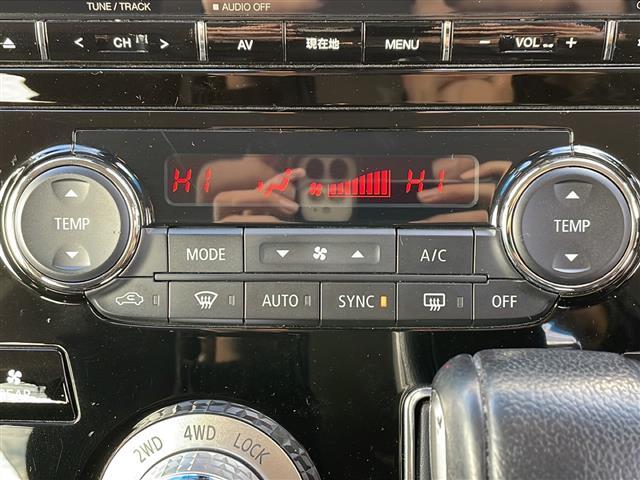 TUNE / TRACK
AUDIO OFF
< CH >
AV
現在地
MENU
− VOL +
HI
HI
TEMP
TEMP
MODE
A/C
AUTO
SYNC
OFF
2WD
4WD
LOCK